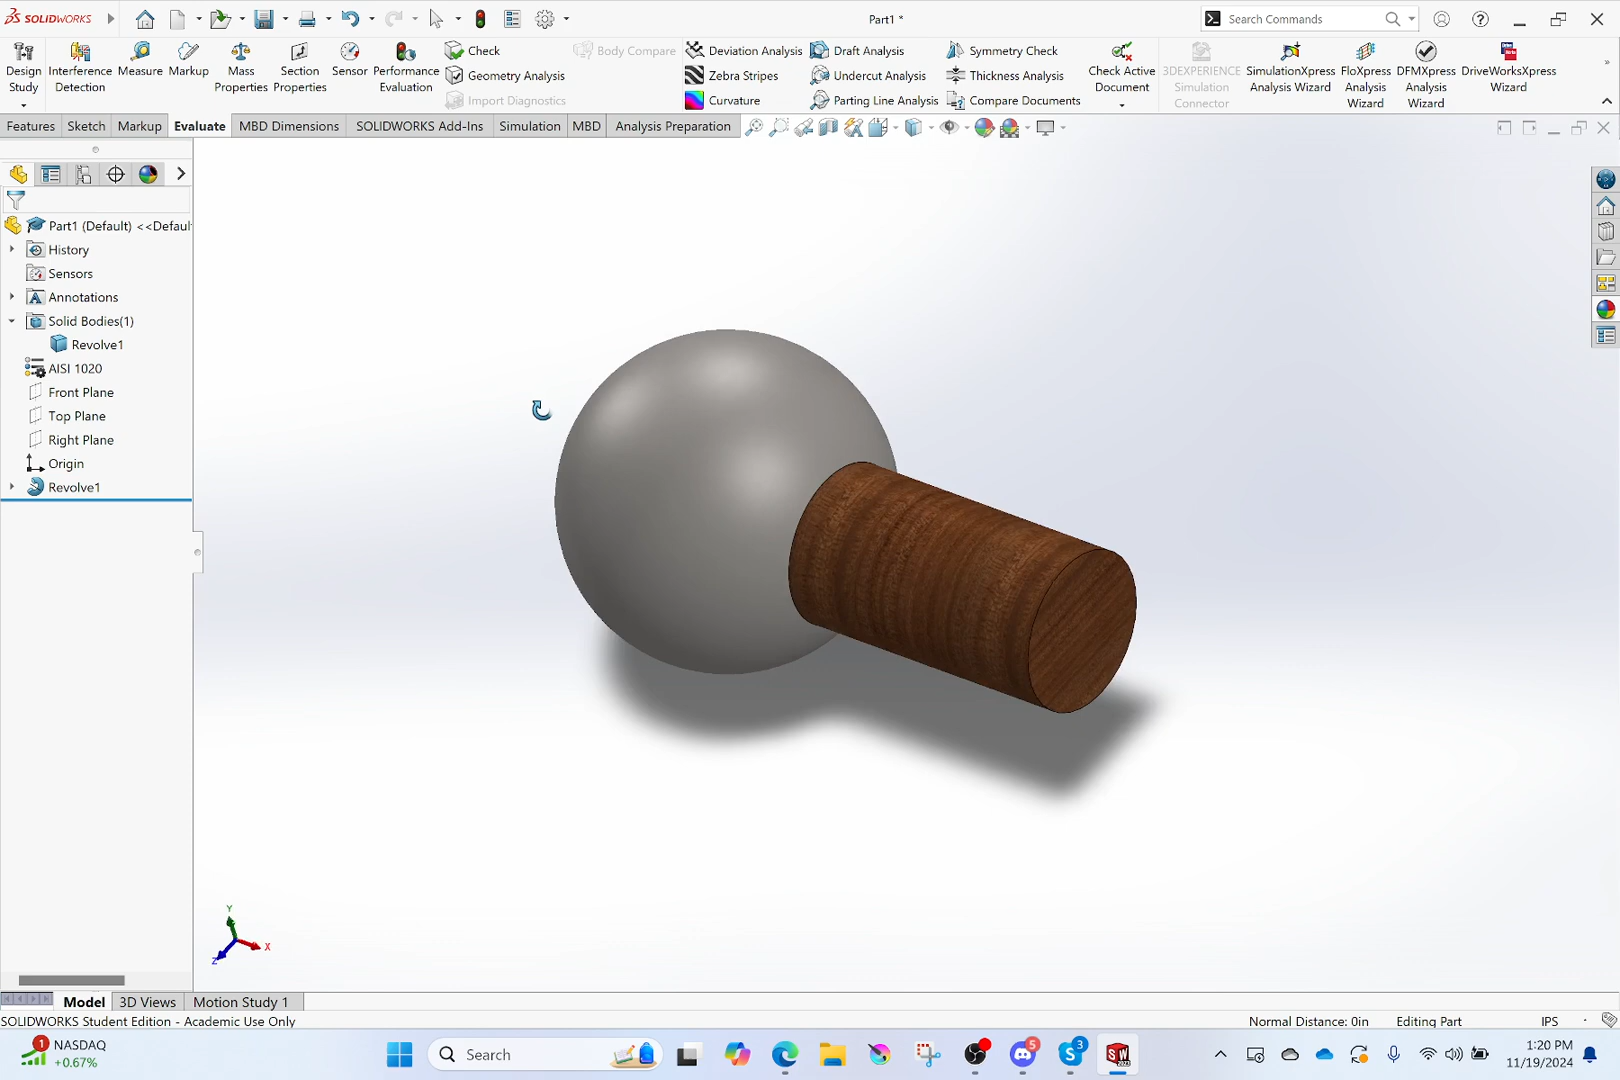 SOLIDWORKS
Part1 *
Search Commands
Design Study
Interference Detection
Measure
Markup
Mass Properties
Section Properties
Sensor
Performance Evaluation
Check
Geometry Analysis
Import Diagnostics
Body Compare
Deviation Analysis
Zebra Stripes
Curvature
Draft Analysis
Undercut Analysis
Parting Line Analysis
Symmetry Check
Thickness Analysis
Compare Documents
Check Active Document
3DEXPERIENCE Simulation Connector
SimulationXpress Analysis Wizard
FloXpress Analysis Wizard
DFMXpress Analysis Wizard
DriveWorksXpress Wizard
Features
Sketch
Markup
Evaluate
MBD Dimensions
SOLIDWORKS Add-Ins
Simulation
MBD
Analysis Preparation
Part1 (Default) <<Defaul
History
Sensors
Annotations
Solid Bodies(1)
Revolve1
AISI 1020
Front Plane
Top Plane
Right Plane
Origin
Revolve1
Y
X
Z
Model
3D Views
Motion Study 1
SOLIDWORKS Student Edition - Academic Use Only
Normal Distance: 0in
Editing Part
IPS
1
NASDAQ
+0.67%
Search
5
3
SW
1:20 PM
11/19/2024